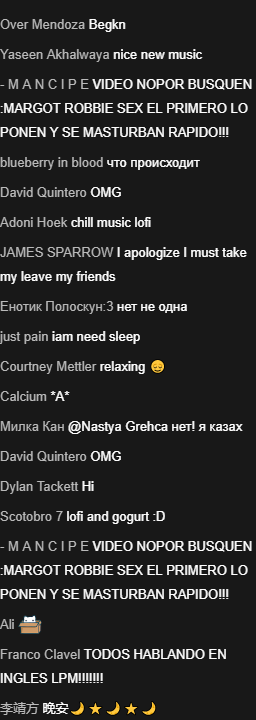 Over Mendoza Begkn
Yaseen Akhalwaya nice new music
- M A N C I P E VIDEO NOPOR BUSQUEN
:MARGOT ROBBIE SEX EL PRIMERO LO
PONEN Y SE MASTURBAN RAPIDO!!!
blueberry in blood что происходит
David Quintero OMG
Adoni Hoek chill music lofi
JAMES SPARROW I apologize I must take
my leave my friends
Енотик Полоскун:3 нет не одна
just pain iam need sleep
Courtney Mettler relaxing 😌
Calcium *A*
Милка Кан @Nastya Grehca нет! я казах
David Quintero OMG
Dylan Tackett Hi
Scotobro 7 lofi and gogurt :D
- M A N C I P E VIDEO NOPOR BUSQUEN
:MARGOT ROBBIE SEX EL PRIMERO LO
PONEN Y SE MASTURBAN RAPIDO!!!
Ali
Franco Clavel TODOS HABLANDO EN
INGLES LPM!!!!!!!
李靖方 晚安🌙⭐🌙⭐🌙